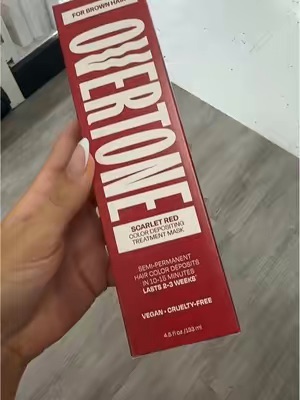 FOR BROWN HAIR
OVERTONE
SCARLET RED
COLOR DEPOSITING
TREATMENT MASK
SEMI-PERMANENT
HAIR COLOR DEPOSITS
IN 10-15 MINUTES
LASTS 2-3 WEEKS*
VEGAN • CRUELTY-FREE
4.5 fl oz /133 ml